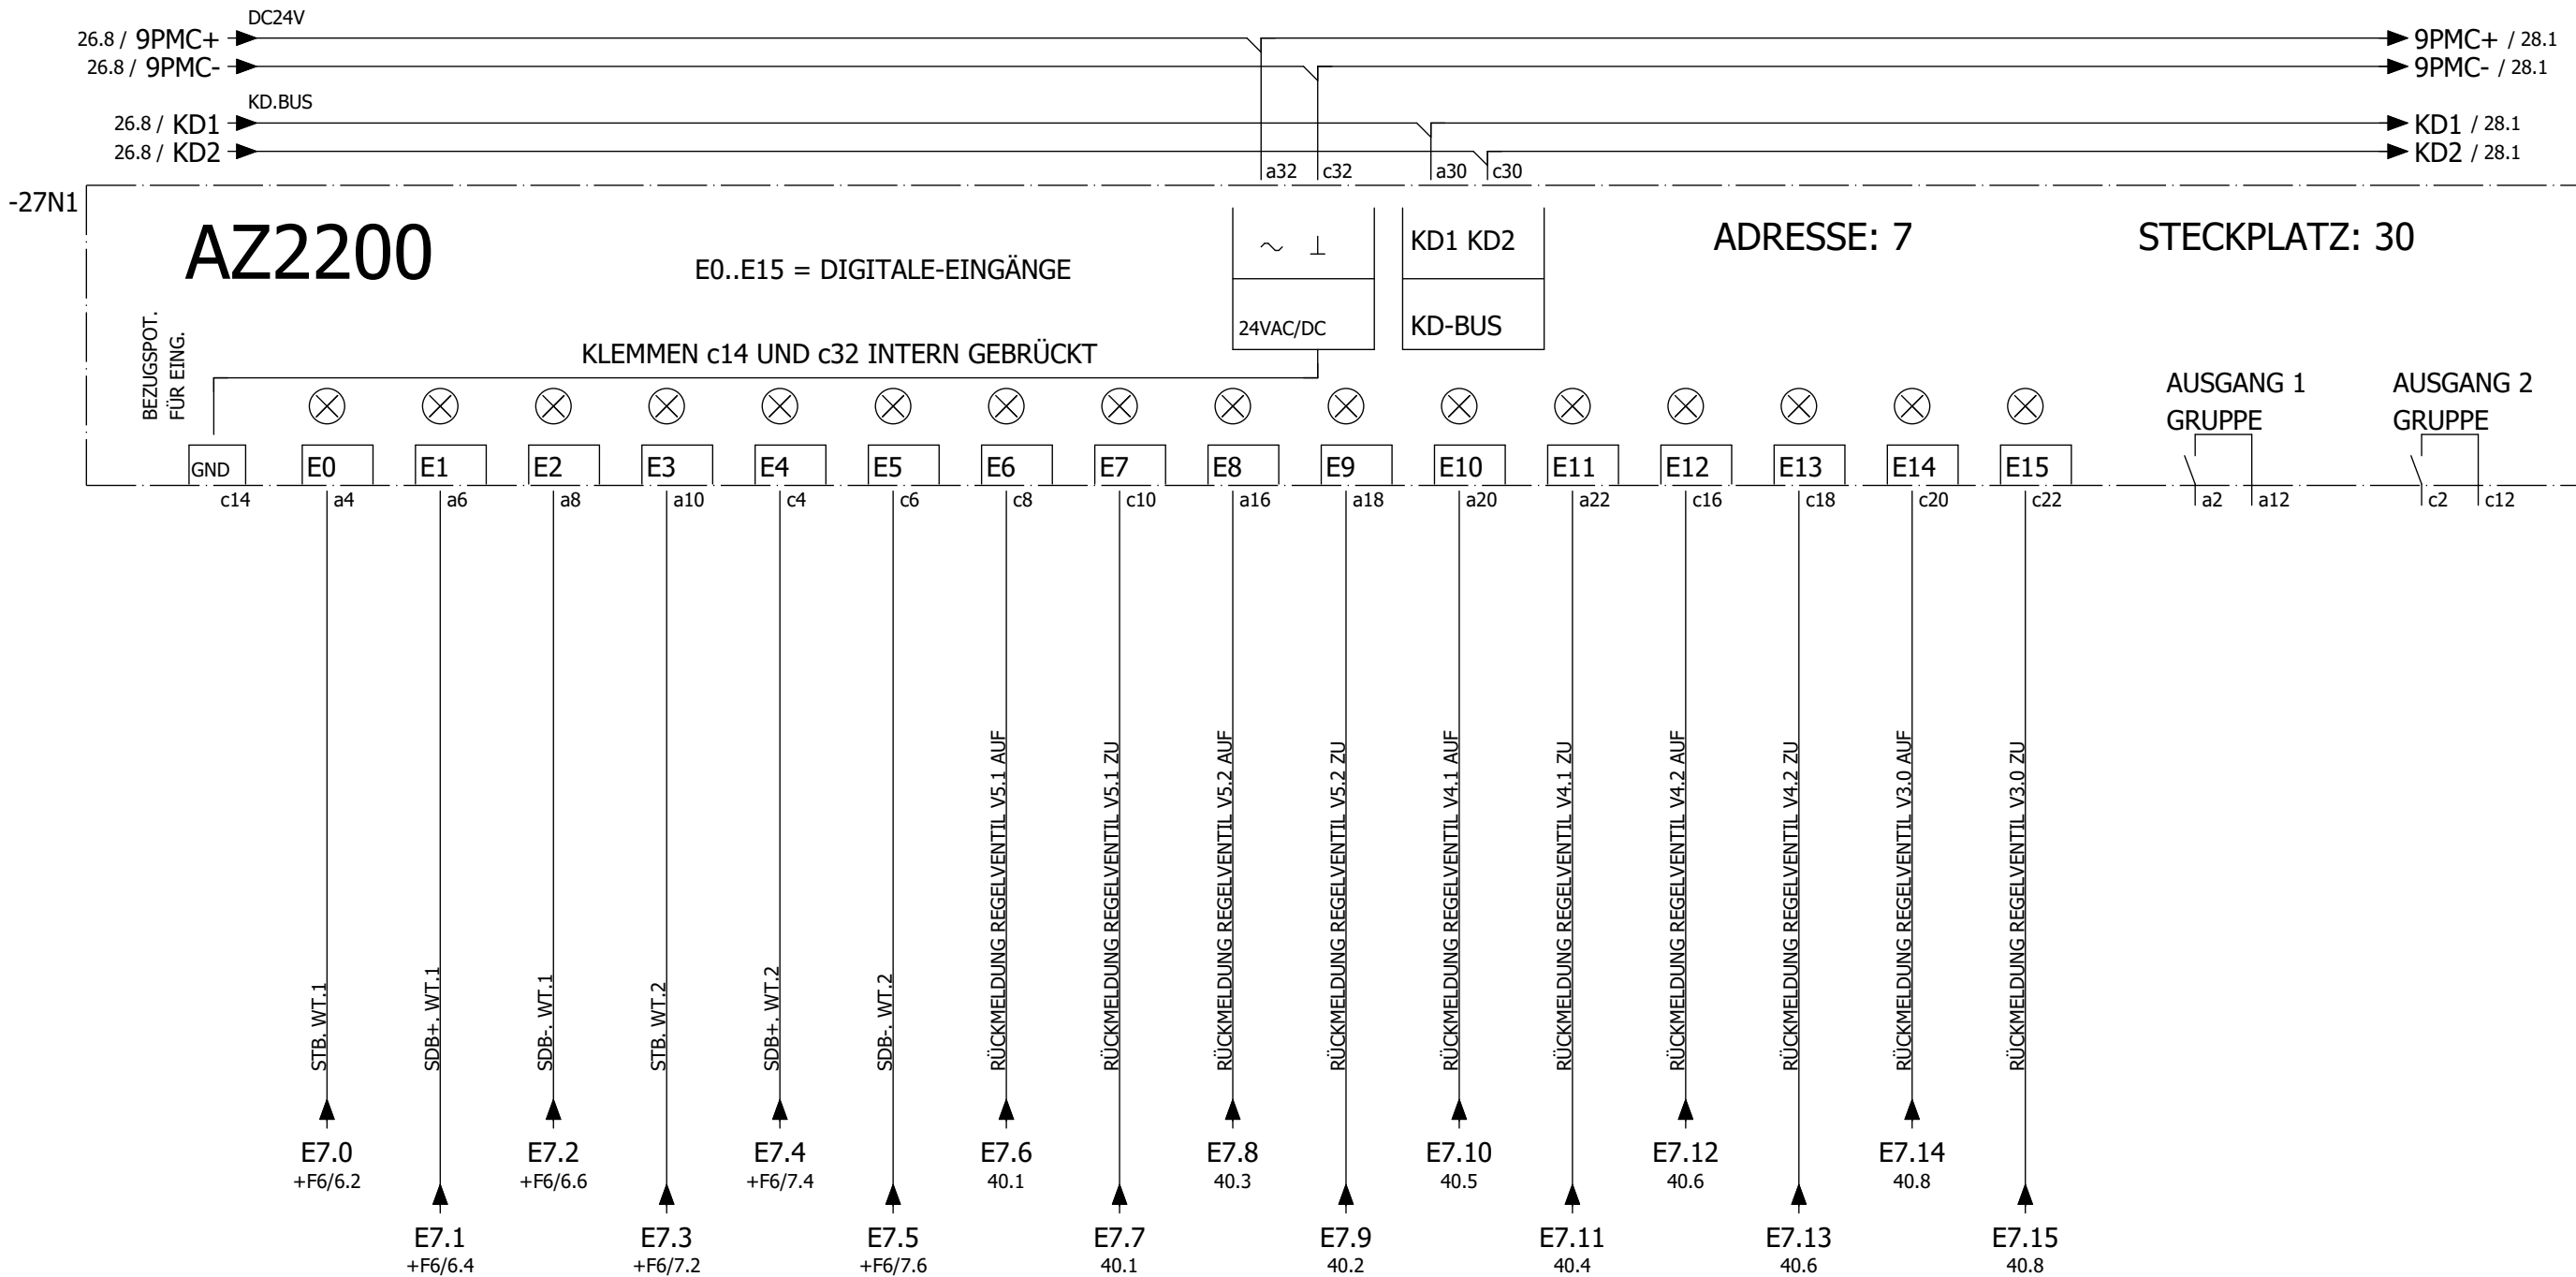 DC24V
26.8 / 9PMC+ 9PMC+ / 28.1
26.8 / 9PMC- 9PMC- / 28.1
KD.BUS
26.8 / KD1 KD1 / 28.1
26.8 / KD2 KD2 / 28.1
a32 c32 a30 c30
-27N1
AZ2200
E0..E15 = DIGITALE-EINGÄNGE
~ ⊥
24VAC/DC
KD1 KD2
KD-BUS
ADRESSE: 7
STECKPLATZ: 30
BEZUGSPOT.
FÜR EING.
KLEMMEN c14 UND c32 INTERN GEBRÜCKT
AUSGANG 1
GRUPPE
AUSGANG 2
GRUPPE
GND E0 E1 E2 E3 E4 E5 E6 E7 E8 E9 E10 E11 E12 E13 E14 E15
c14 a4 a6 a8 a10 c4 c6 c8 c10 a16 a18 a20 a22 c16 c18 c20 c22 a2 a12 c2 c12
STB. WT.1
SDB+. WT.1
SDB-. WT.1
STB. WT.2
SDB+. WT.2
SDB-. WT.2
RÜCKMELDUNG REGELVENTIL V5.1 AUF
RÜCKMELDUNG REGELVENTIL V5.1 ZU
RÜCKMELDUNG REGELVENTIL V5.2 AUF
RÜCKMELDUNG REGELVENTIL V5.2 ZU
RÜCKMELDUNG REGELVENTIL V4.1 AUF
RÜCKMELDUNG REGELVENTIL V4.1 ZU
RÜCKMELDUNG REGELVENTIL V4.2 AUF
RÜCKMELDUNG REGELVENTIL V4.2 ZU
RÜCKMELDUNG REGELVENTIL V3.0 AUF
RÜCKMELDUNG REGELVENTIL V3.0 ZU
E7.0 E7.2 E7.4 E7.6 E7.8 E7.10 E7.12 E7.14
+F6/6.2 +F6/6.6 +F6/7.4 40.1 40.3 40.5 40.6 40.8
E7.1 E7.3 E7.5 E7.7 E7.9 E7.11 E7.13 E7.15
+F6/6.4 +F6/7.2 +F6/7.6 40.1 40.2 40.4 40.6 40.8